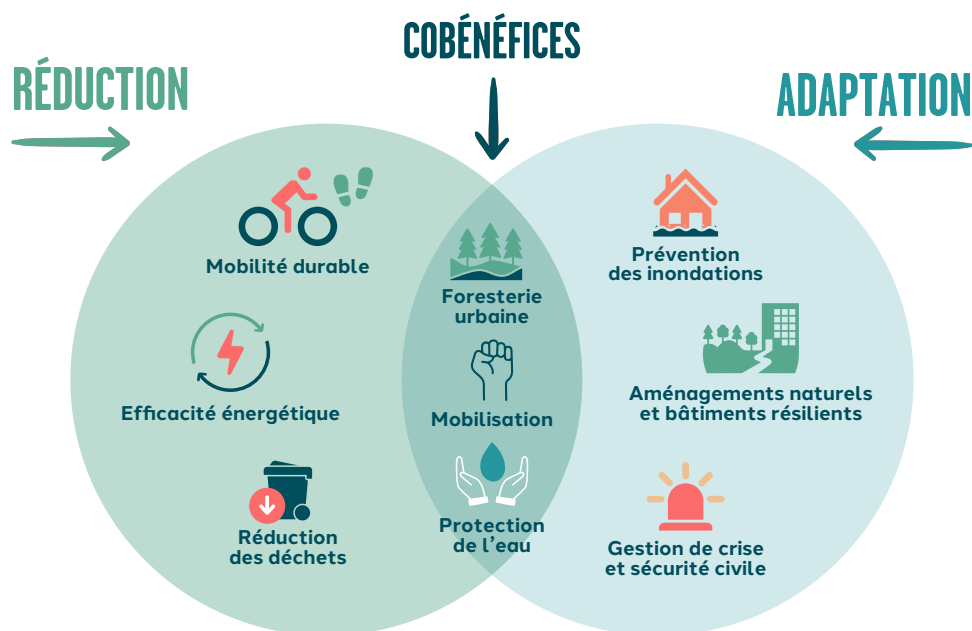 COBÉNÉFICES
RÉDUCTION
ADAPTATION
Mobilité durable
Efficacité énergétique
Réduction
des déchets
Foresterie
urbaine
Mobilisation
Protection
de l'eau
Prévention
des inondations
Aménagements naturels
et bâtiments résilients
Gestion de crise
et sécurité civile